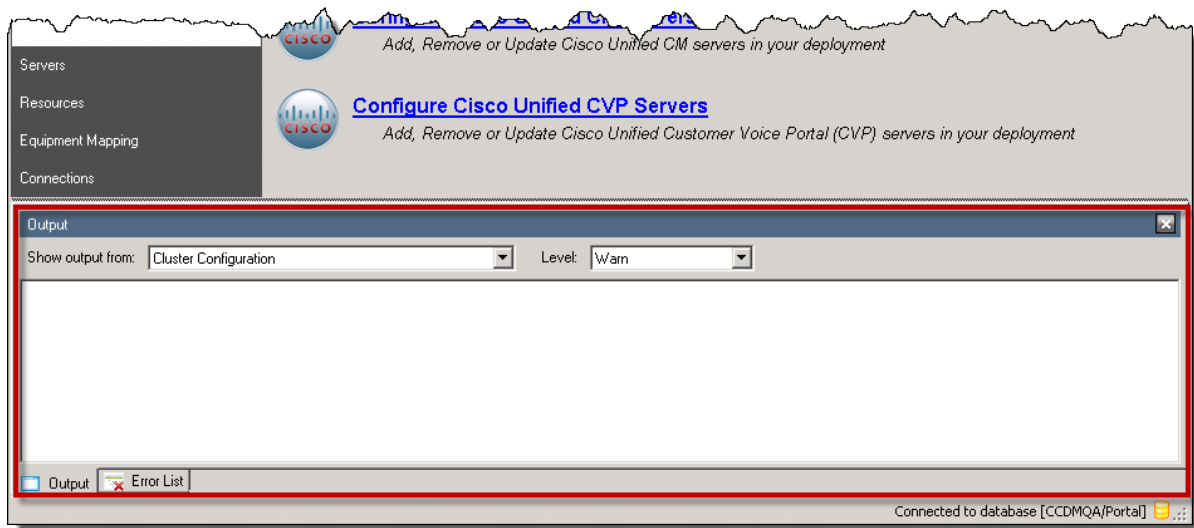 CISCO
Add, Remove or Update Cisco Unified CM servers in your deployment
Servers
Resources
Equipment Mapping
Connections
CISCO
Configure Cisco Unified CVP Servers
Add, Remove or Update Cisco Unified Customer Voice Portal (CVP) servers in your deployment
Output
Show output from: Cluster Configuration Level: Warn
Output Error List
Connected to database [CCDMQA/Portal]